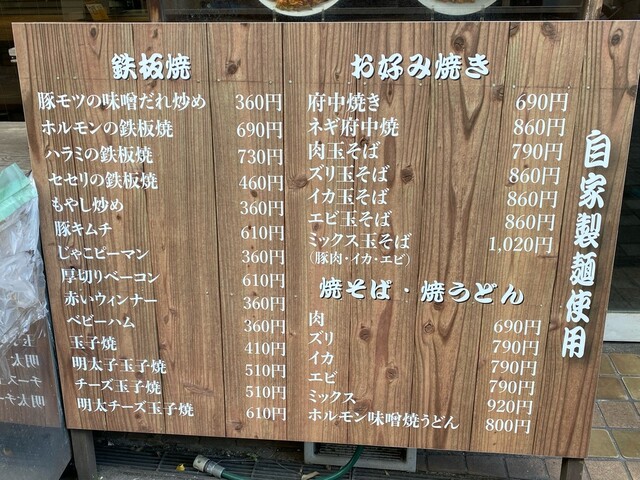 鉄板焼
豚モツの味噌だれ炒め 360円
ホルモンの鉄板焼 690円
ハラミの鉄板焼 730円
セセリの鉄板焼 460円
もやし炒め 360円
豚キムチ 610円
じゃこピーマン 360円
厚切りベーコン 610円
赤いウィンナー 360円
ベビーハム 360円
玉子焼 410円
明太子玉子焼 510円
チーズ玉子焼 510円
明太チーズ玉子焼 610円
お好み焼き
府中焼き 690円
ネギ府中焼 860円
肉玉そば 790円
ズリ玉そば 860円
イカ玉そば 860円
エビ玉そば 860円
ミックス玉そば 1,020円
(豚肉・イカ・エビ)
焼そば・焼うどん
肉 690円
ズリ 790円
イカ 790円
エビ 790円
ミックス 920円
ホルモン味噌焼うどん 800円
自家製麺使用